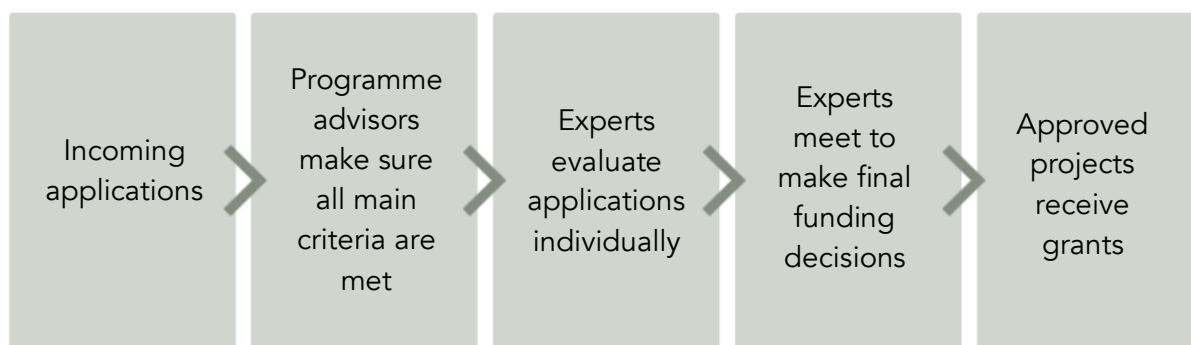 Incoming
applications
Programme
advisors
make sure
all main
criteria are
met
Experts
evaluate
applications
individually
Experts
meet to
make final
funding
decisions
Approved
projects
receive
grants